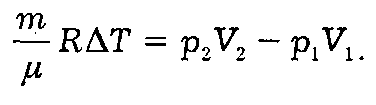 m/μ RΔT = p₂V₂ − p₁V₁.